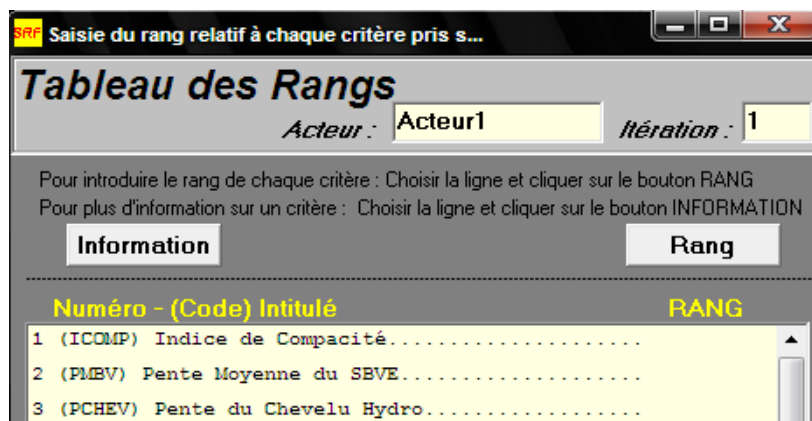 SRF Saisie du rang relatif à chaque critère pris s...
Tableau des Rangs
Acteur : Acteur1 Itération : 1
Pour introduire le rang de chaque critère : Choisir la ligne et cliquer sur le bouton RANG
Pour plus d'information sur un critère : Choisir la ligne et cliquer sur le bouton INFORMATION
Information Rang
Numéro - (Code) Intitulé RANG
1 (ICOMP) Indice de Compacité......................
2 (PMBV) Pente Moyenne du SBVE.....................
3 (PCHEV) Pente du Chevelu Hydro..................